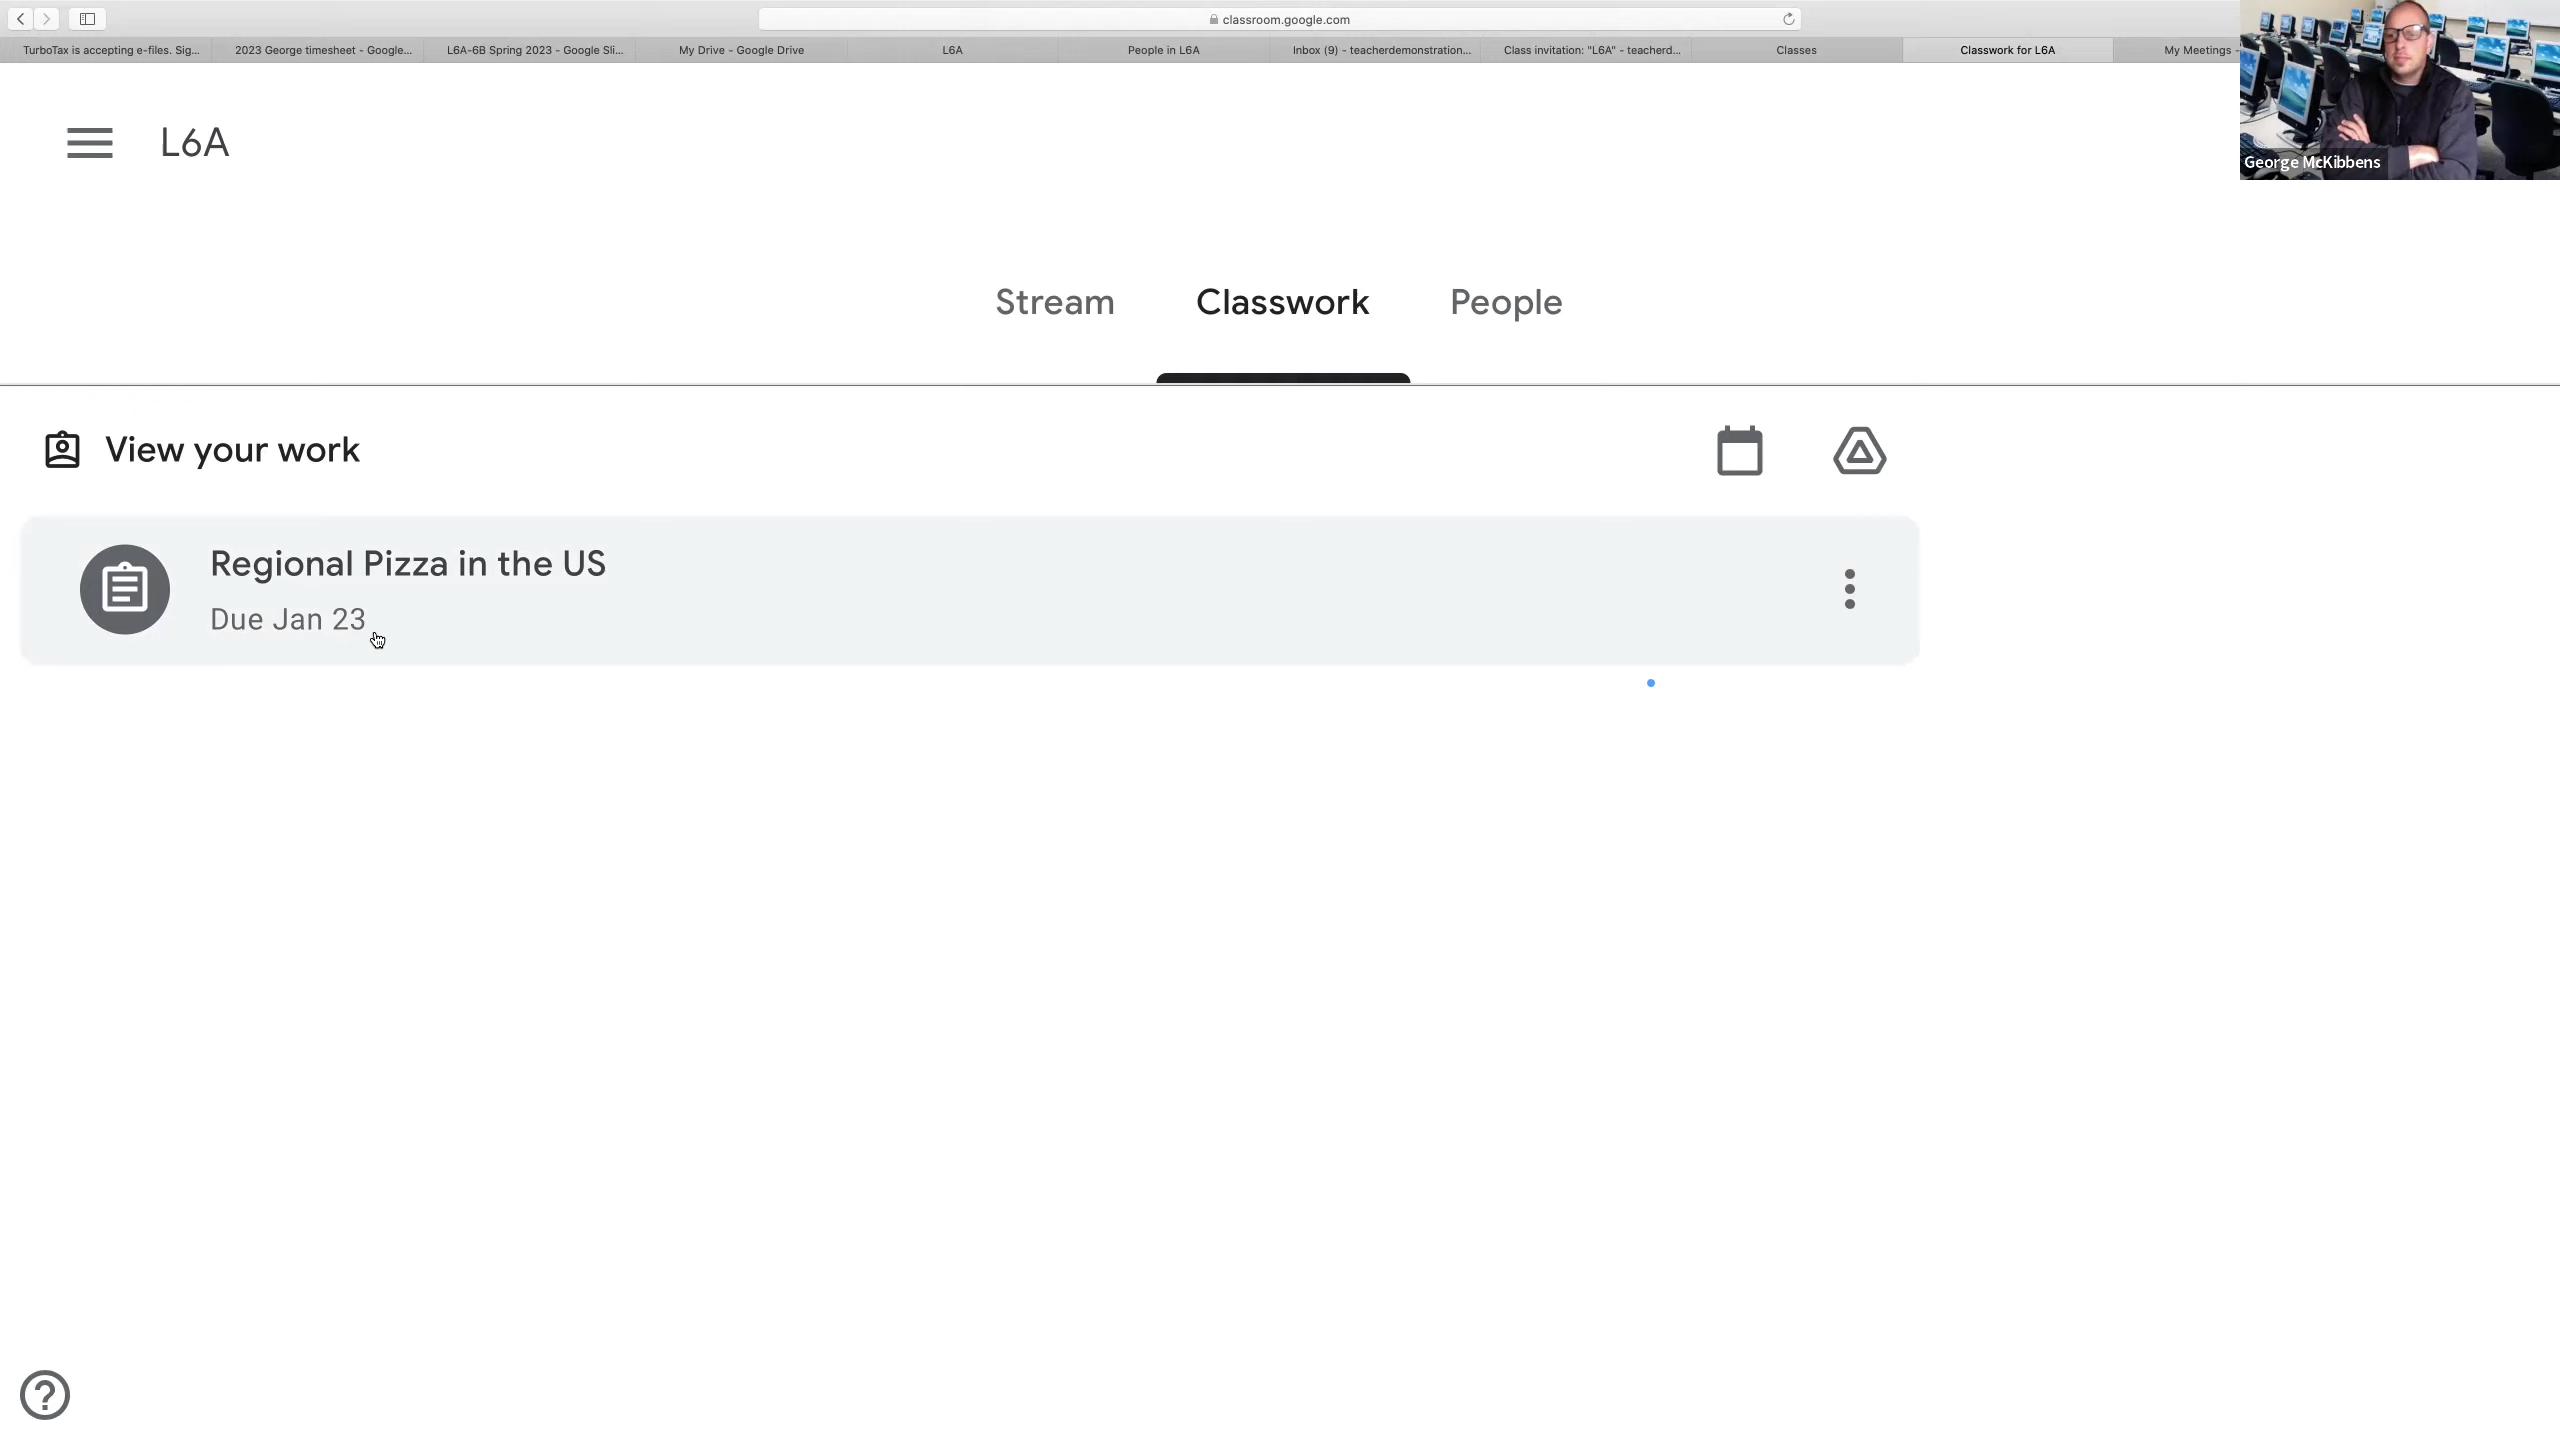 classroom.google.com
TurboTax is accepting e-files. Sig...
2023 George timesheet - Google...
L6A-6B Spring 2023 - Google Sli...
My Drive - Google Drive
L6A
People in L6A
Inbox (9) - teacherdemonstration...
Class invitation: "L6A" - teacherd...
Classes
Classwork for L6A
My Meetings -
L6A
George McKibbens
Stream
Classwork
People
View your work
Regional Pizza in the US
Due Jan 23